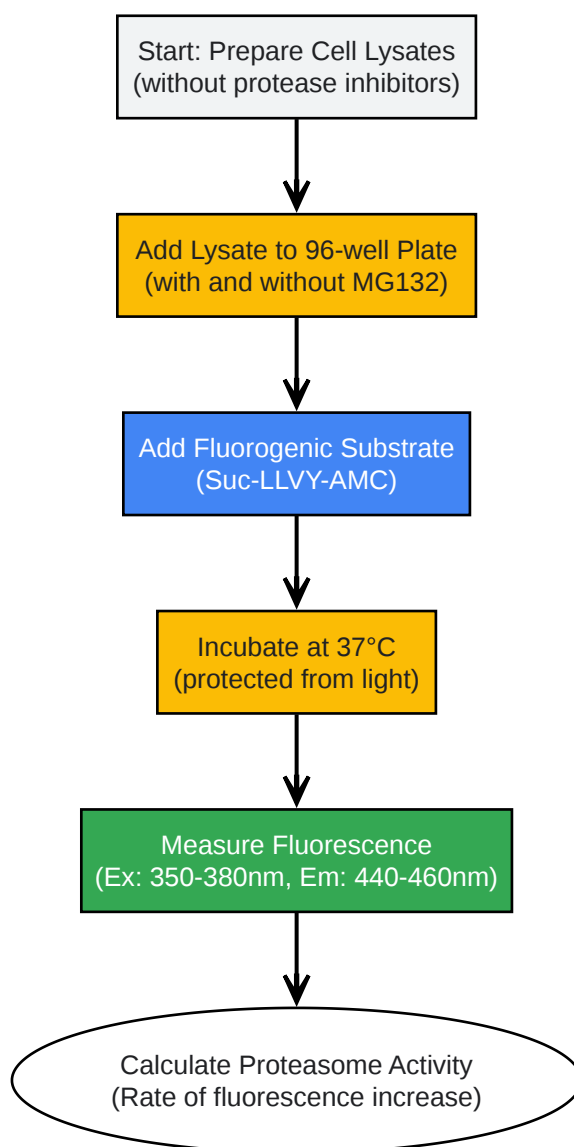 Start: Prepare Cell Lysates
(without protease inhibitors)
Add Lysate to 96-well Plate
(with and without MG132)
Add Fluorogenic Substrate
(Suc-LLVY-AMC)
Incubate at 37°C
(protected from light)
Measure Fluorescence
(Ex: 350-380nm, Em: 440-460nm)
Calculate Proteasome Activity
(Rate of fluorescence increase)